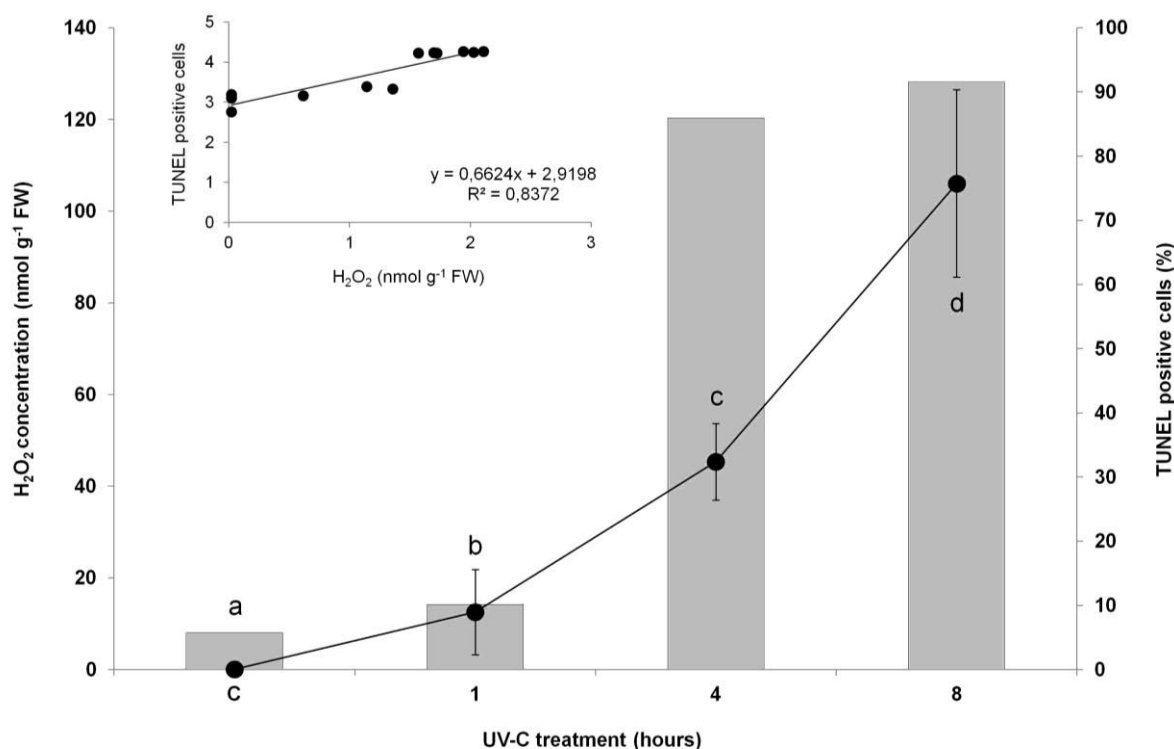 H₂O₂ concentration (nmol g⁻¹ FW)
140
120
100
80
60
40
20
0
TUNEL positive cells
5
4
3
2
1
0
0 1 2 3
H₂O₂ (nmol g⁻¹ FW)
y = 0,6624x + 2,9198
R² = 0,8372
a
b
c
d
100
90
80
70
60
50
40
30
20
10
0
TUNEL positive cells (%)
C 1 4 8
UV-C treatment (hours)